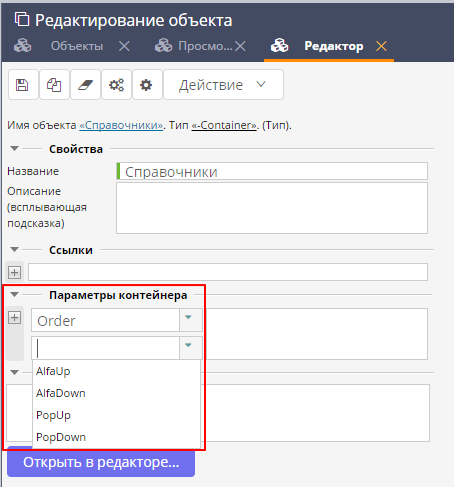 Редактирование объекта
Объекты
Просмо...
Редактор
Действие
Имя объекта «Справочники». Тип «-Container». (Тип).
Свойства
Название
Справочники
Описание
(всплывающая
подсказка)
Ссылки
Параметры контейнера
Order
AlfaUp
AlfaDown
PopUp
PopDown
Открыть в редакторе...